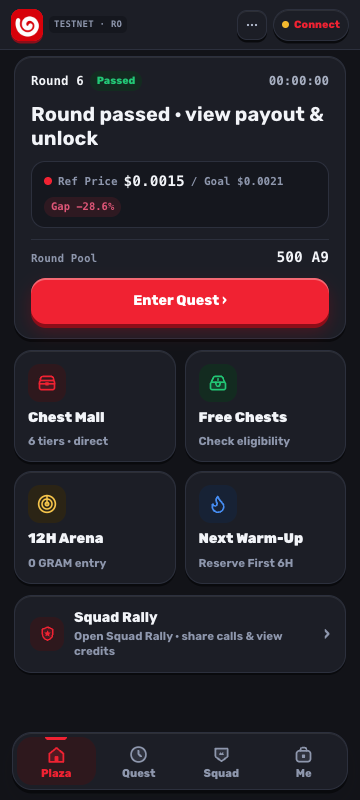 TESTNET · RO
···
Connect
Round 6 Passed 00:00:00
Round passed · view payout &
unlock
Ref Price $0.0015 / Goal $0.0021
Gap −28.6%
Round Pool 500 A9
Enter Quest ›
Chest Mall
6 tiers · direct
Free Chests
Check eligibility
12H Arena
0 GRAM entry
Next Warm-Up
Reserve First 6H
Squad Rally
Open Squad Rally · share calls & view
credits
›
Plaza Quest Squad Me